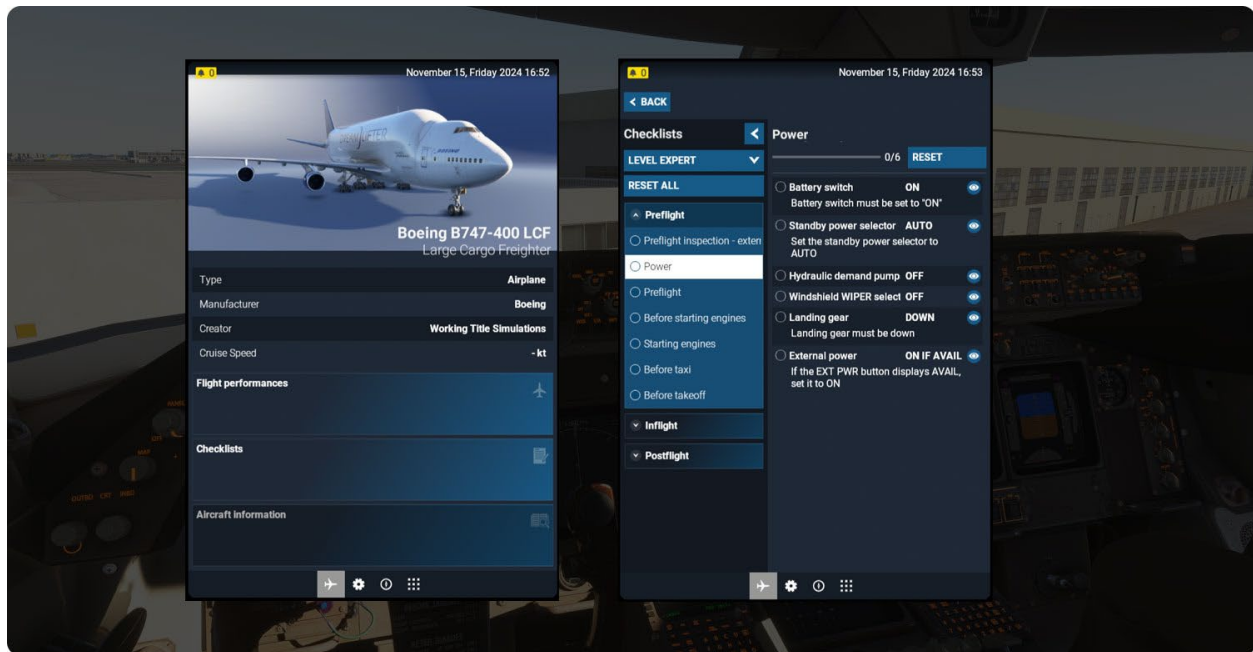 0
November 15, Friday 2024 16:52
Boeing B747-400 LCF
Large Cargo Freighter
Type
Airplane
Manufacturer
Boeing
Creator
Working Title Simulations
Cruise Speed
- kt
Flight performances
Checklists
Aircraft information
0
November 15, Friday 2024 16:53
< BACK
Checklists
LEVEL EXPERT
RESET ALL
Preflight
Preflight inspection - exten
Power
Preflight
Before starting engines
Starting engines
Before taxi
Before takeoff
Inflight
Postflight
Power
0/6 RESET
Battery switch ON
Battery switch must be set to "ON"
Standby power selector AUTO
Set the standby power selector to
AUTO
Hydraulic demand pump OFF
Windshield WIPER select OFF
Landing gear DOWN
Landing gear must be down
External power ON IF AVAIL
If the EXT PWR button displays AVAIL,
set it to ON
OUTBD CTR INBD